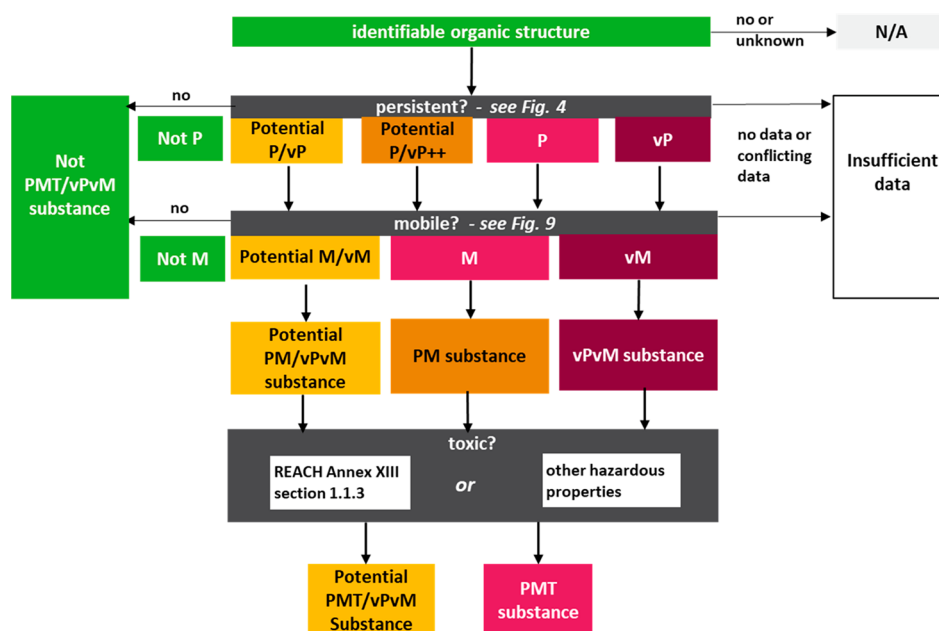 identifiable organic structure
no or
unknown
N/A
no
persistent? - see Fig. 4
Not P
Potential
P/vP
Potential
P/vP++
P
vP
no data or
conflicting
data
Insufficient
data
Not
PMT/vPvM
substance
no
mobile? - see Fig. 9
Not M
Potential M/vM
M
vM
Potential
PM/vPvM
substance
PM substance
vPvM substance
toxic?
REACH Annex XIII
section 1.1.3
or
other hazardous
properties
Potential
PMT/vPvM
Substance
PMT
substance